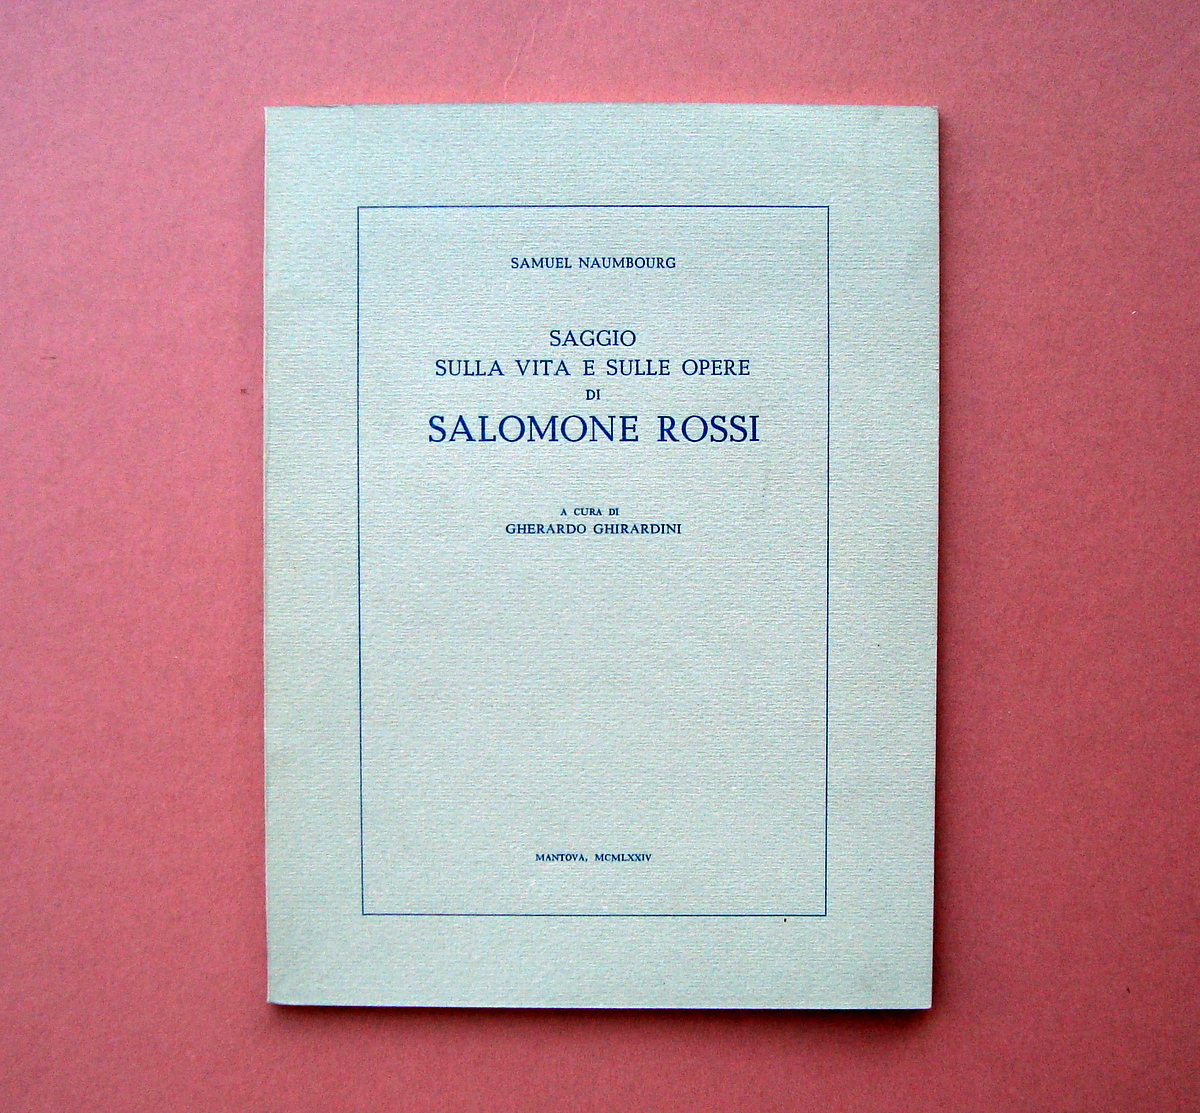 SAMUEL NAUMBOURG
SAGGIO
SULLA VITA E SULLE OPERE
DI
SALOMONE ROSSI
A CURA DI
GHERARDO GHIRARDINI
MANTOVA, MCMLXXIV